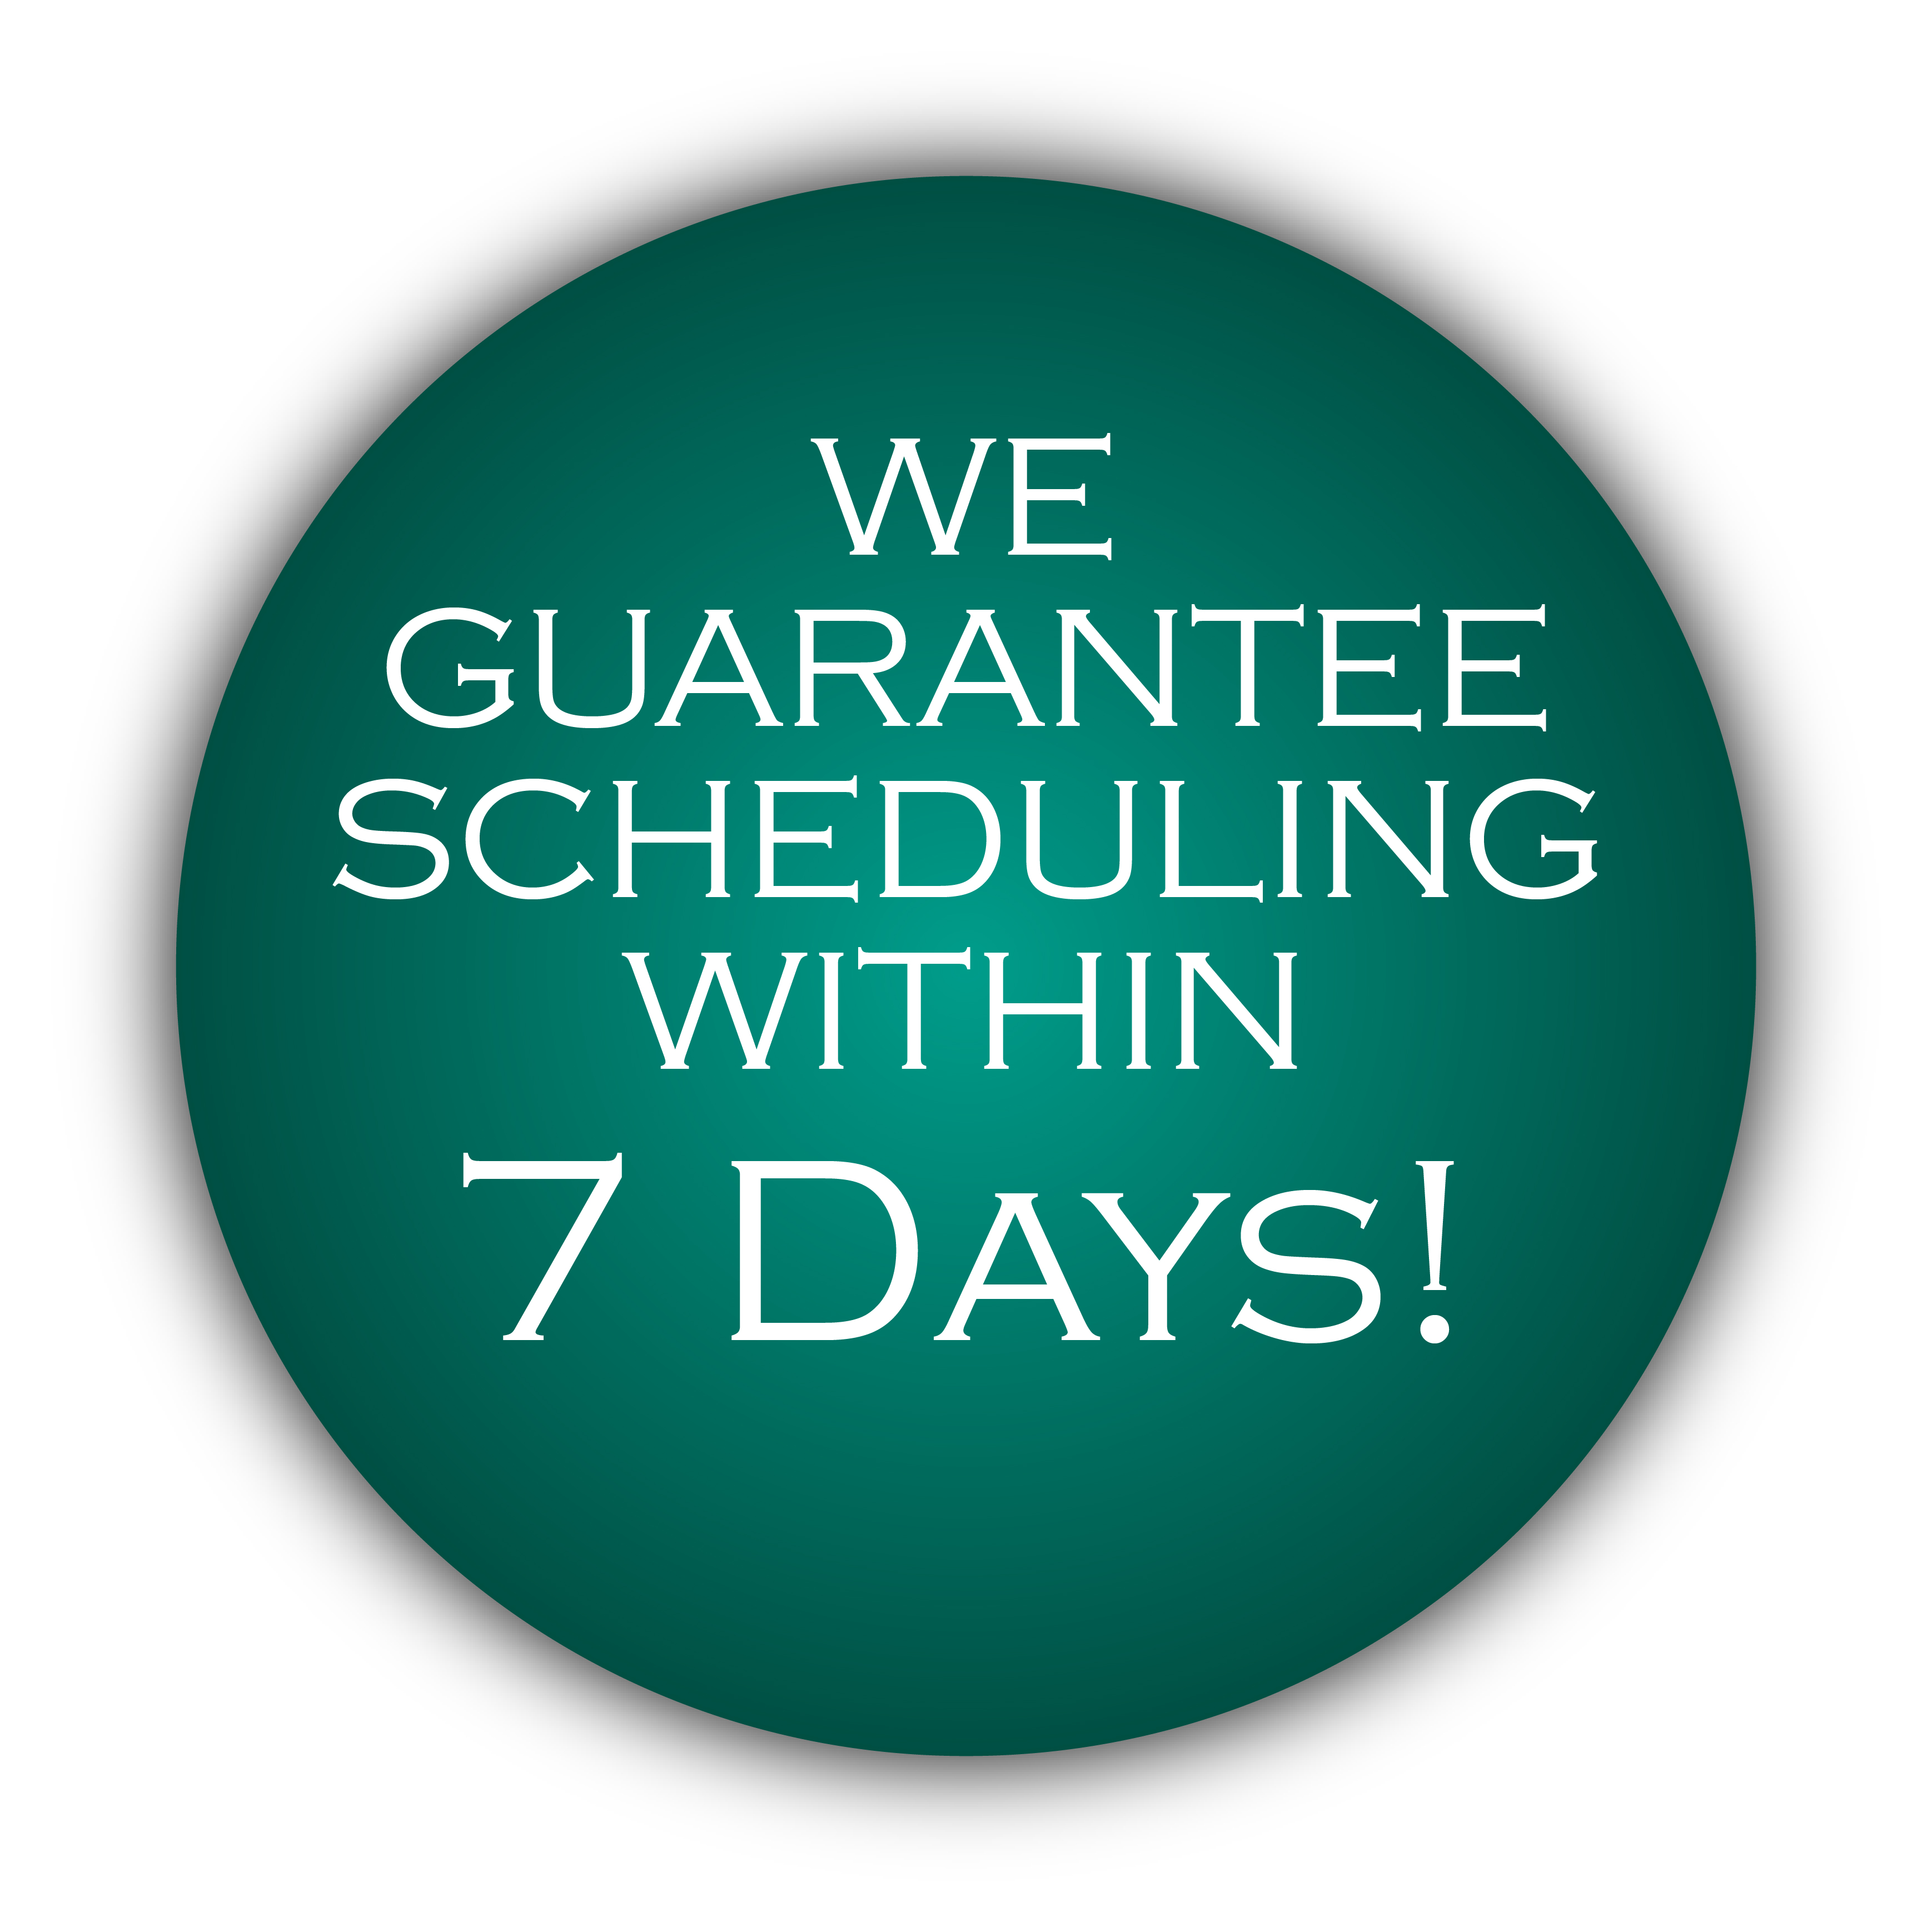 WE
GUARANTEE
SCHEDULING
WITHIN
7 DAYS!